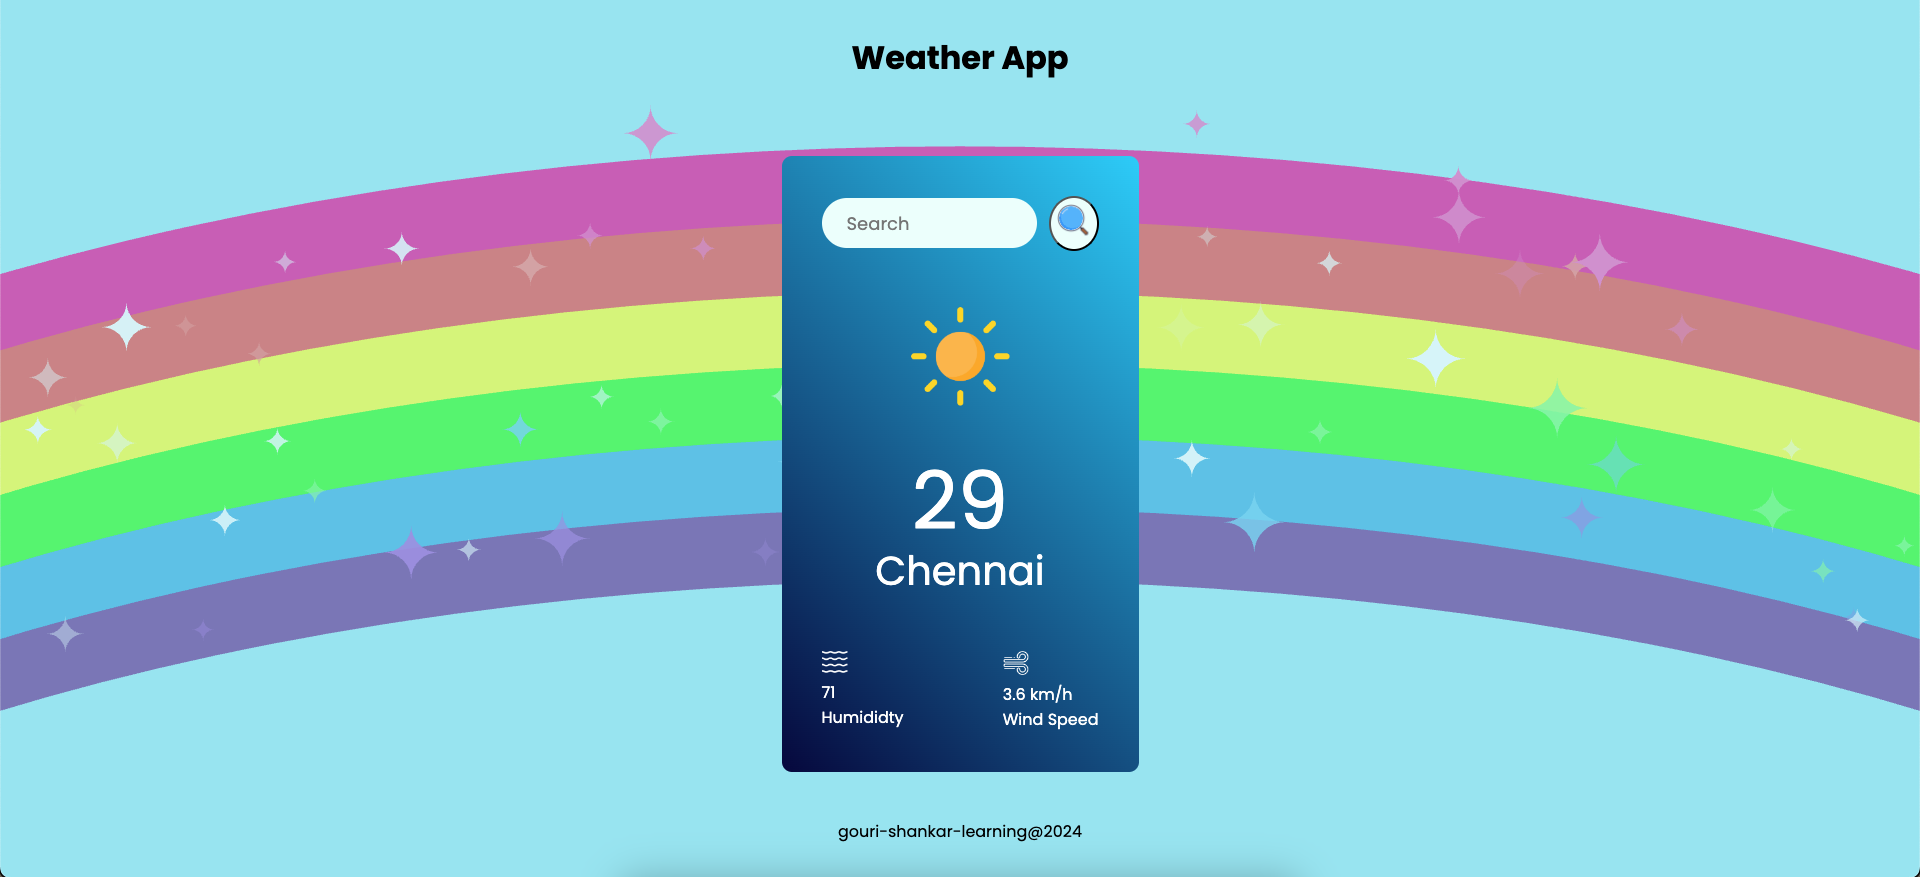 Weather App
Search
29
Chennai
71
Humididty
3.6 km/h
Wind Speed
gouri-shankar-learning@2024